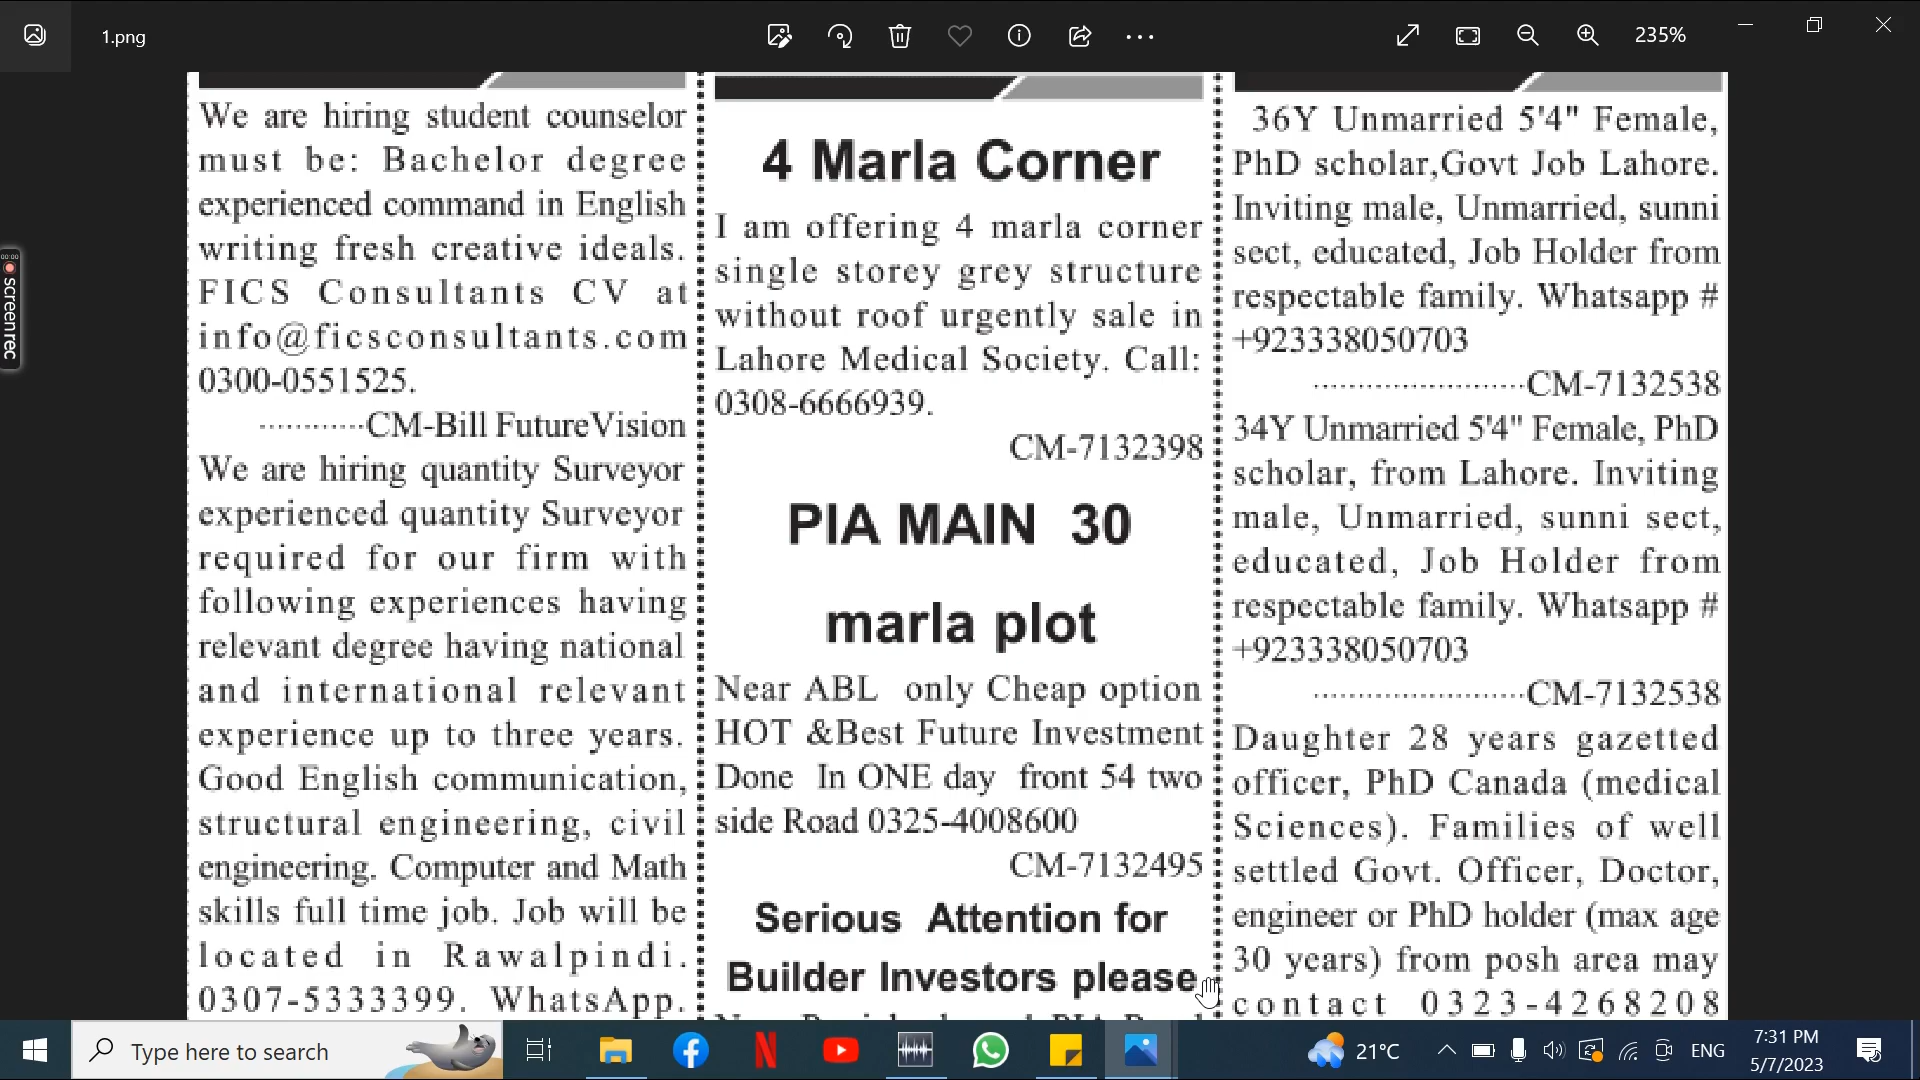 1.png
235%
We are hiring student counselor
must be: Bachelor degree
experienced command in English
writing fresh creative ideals.
FICS Consultants CV at
info@ficsconsultants.com
0300-0551525.
............CM-Bill FutureVision
We are hiring quantity Surveyor
experienced quantity Surveyor
required for our firm with
following experiences having
relevant degree having national
and international relevant
experience up to three years.
Good English communication,
structural engineering, civil
engineering. Computer and Math
skills full time job. Job will be
located in Rawalpindi.
0307-5333399. WhatsApp.
4 Marla Corner
I am offering 4 marla corner
single storey grey structure
without roof urgently sale in
Lahore Medical Society. Call:
0308-6666939.
CM-7132398
PIA MAIN 30
marla plot
Near ABL only Cheap option
HOT &Best Future Investment
Done In ONE day front 54 two
side Road 0325-4008600
CM-7132495
Serious Attention for
Builder Investors please
36Y Unmarried 5'4" Female,
PhD scholar,Govt Job Lahore.
Inviting male, Unmarried, sunni
sect, educated, Job Holder from
respectable family. Whatsapp #
+923338050703
........................CM-7132538
34Y Unmarried 5'4" Female, PhD
scholar, from Lahore. Inviting
male, Unmarried, sunni sect,
educated, Job Holder from
respectable family. Whatsapp #
+923338050703
........................CM-7132538
Daughter 28 years gazetted
officer, PhD Canada (medical
Sciences). Families of well
settled Govt. Officer, Doctor,
engineer or PhD holder (max age
30 years) from posh area may
contact 0323-4268208
00:00
screenrec
Type here to search
21°C
ENG
7:31 PM
5/7/2023